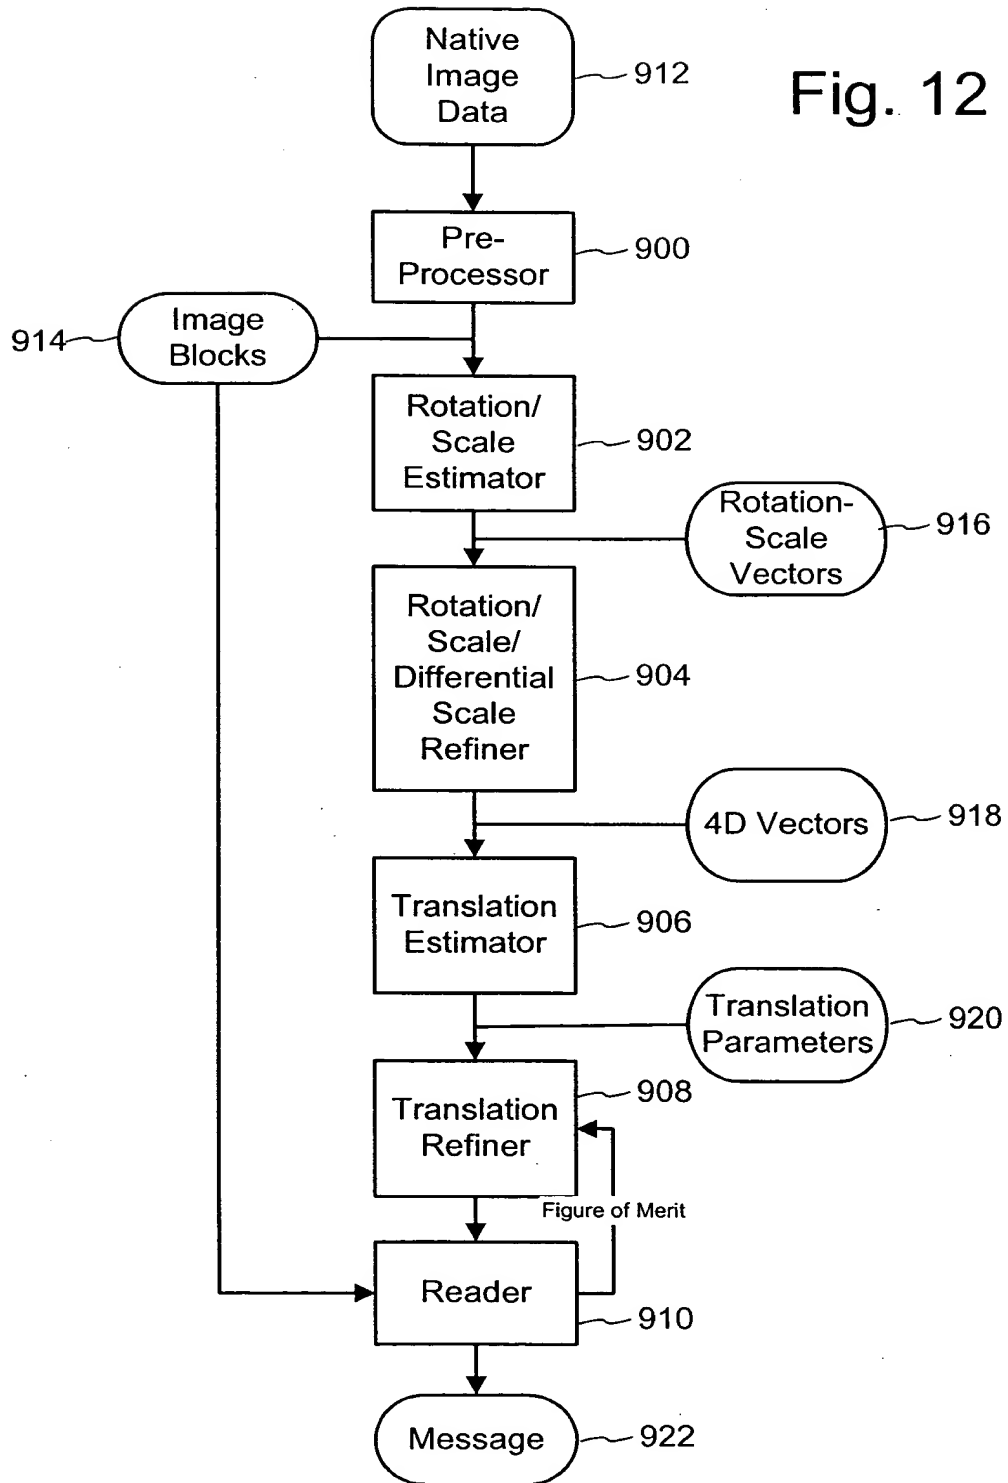 Native
Image
Data
912
Fig. 12
Pre-
Processor
900
914
Image
Blocks
Rotation/
Scale
Estimator
902
Rotation-
Scale
Vectors
916
Rotation/
Scale/
Differential
Scale
Refiner
904
4D Vectors
918
Translation
Estimator
906
Translation
Parameters
920
908
Translation
Refiner
Figure of Merit
Reader
910
Message
922